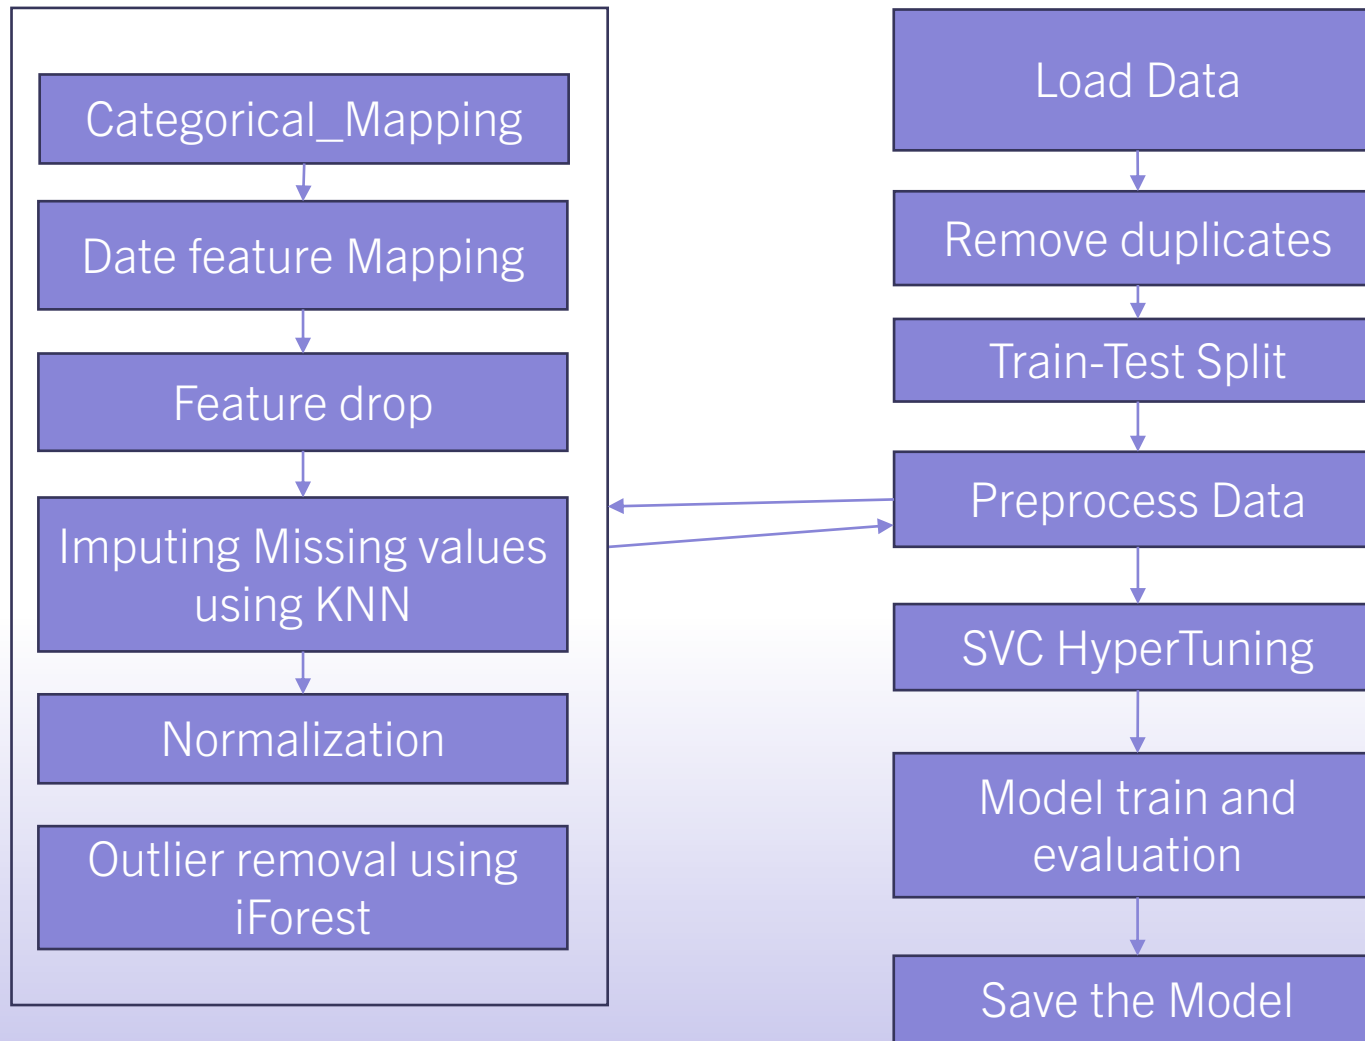 Categorical_Mapping
Date feature Mapping
Feature drop
Imputing Missing values
using KNN
Normalization
Outlier removal using
iForest
Load Data
Remove duplicates
Train-Test Split
Preprocess Data
SVC HyperTuning
Model train and
evaluation
Save the Model